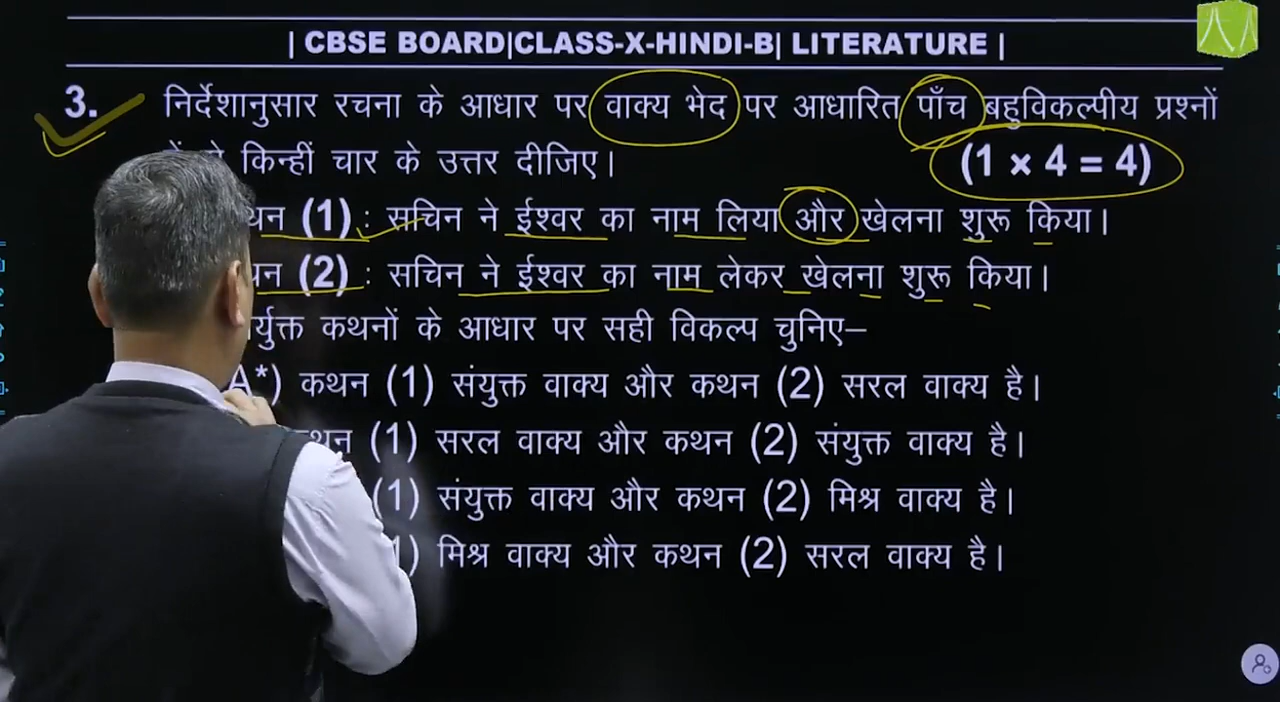 | CBSE BOARD|CLASS-X-HINDI-B| LITERATURE |
3. निर्देशानुसार रचना के आधार पर वाक्य भेद पर आधारित पाँच बहुविकल्पीय प्रश्नों
किन्हीं चार के उत्तर दीजिए। (1 × 4 = 4)
(1) : सचिन ने ईश्वर का नाम लिया और खेलना शुरू किया।
(2) : सचिन ने ईश्वर का नाम लेकर खेलना शुरू किया।
कथनों के आधार पर सही विकल्प चुनिए–
A*) कथन (1) संयुक्त वाक्य और कथन (2) सरल वाक्य है।
(1) सरल वाक्य और कथन (2) संयुक्त वाक्य है।
(1) संयुक्त वाक्य और कथन (2) मिश्र वाक्य है।
1) मिश्र वाक्य और कथन (2) सरल वाक्य है।